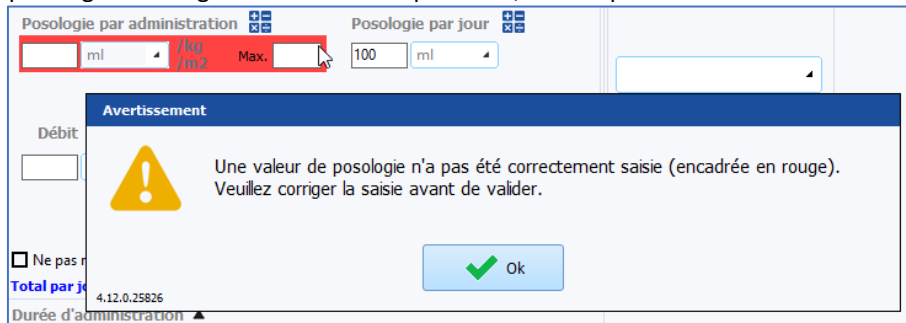 Posologie par administration Posologie par jour
ml /kg /m2 Max. 100 ml
Avertissement
Débit
Une valeur de posologie n'a pas été correctement saisie (encadrée en rouge).
Veuillez corriger la saisie avant de valider.
Ne pas
Ok
Total par
4.12.0.25826
Durée d'administration